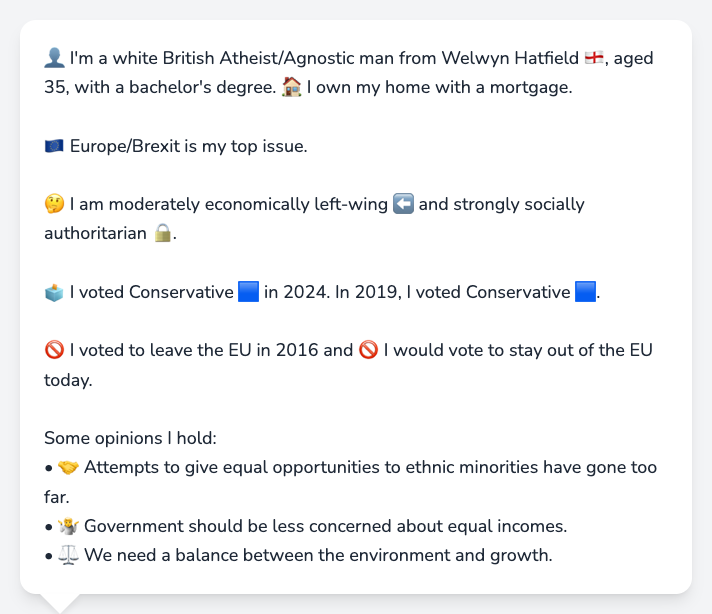 👤 I'm a white British Atheist/Agnostic man from Welwyn Hatfield 🏴󠁧󠁢󠁥󠁮󠁧󠁿, aged
35, with a bachelor's degree. 🏠 I own my home with a mortgage.
🇪🇺 Europe/Brexit is my top issue.
🤔 I am moderately economically left-wing ⬅️ and strongly socially
authoritarian 🔒.
🗳️ I voted Conservative 🟦 in 2024. In 2019, I voted Conservative 🟦.
🚫 I voted to leave the EU in 2016 and 🚫 I would vote to stay out of the EU
today.
Some opinions I hold:
• 🤝 Attempts to give equal opportunities to ethnic minorities have gone too
far.
• 🤷 Government should be less concerned about equal incomes.
• ⚖️ We need a balance between the environment and growth.